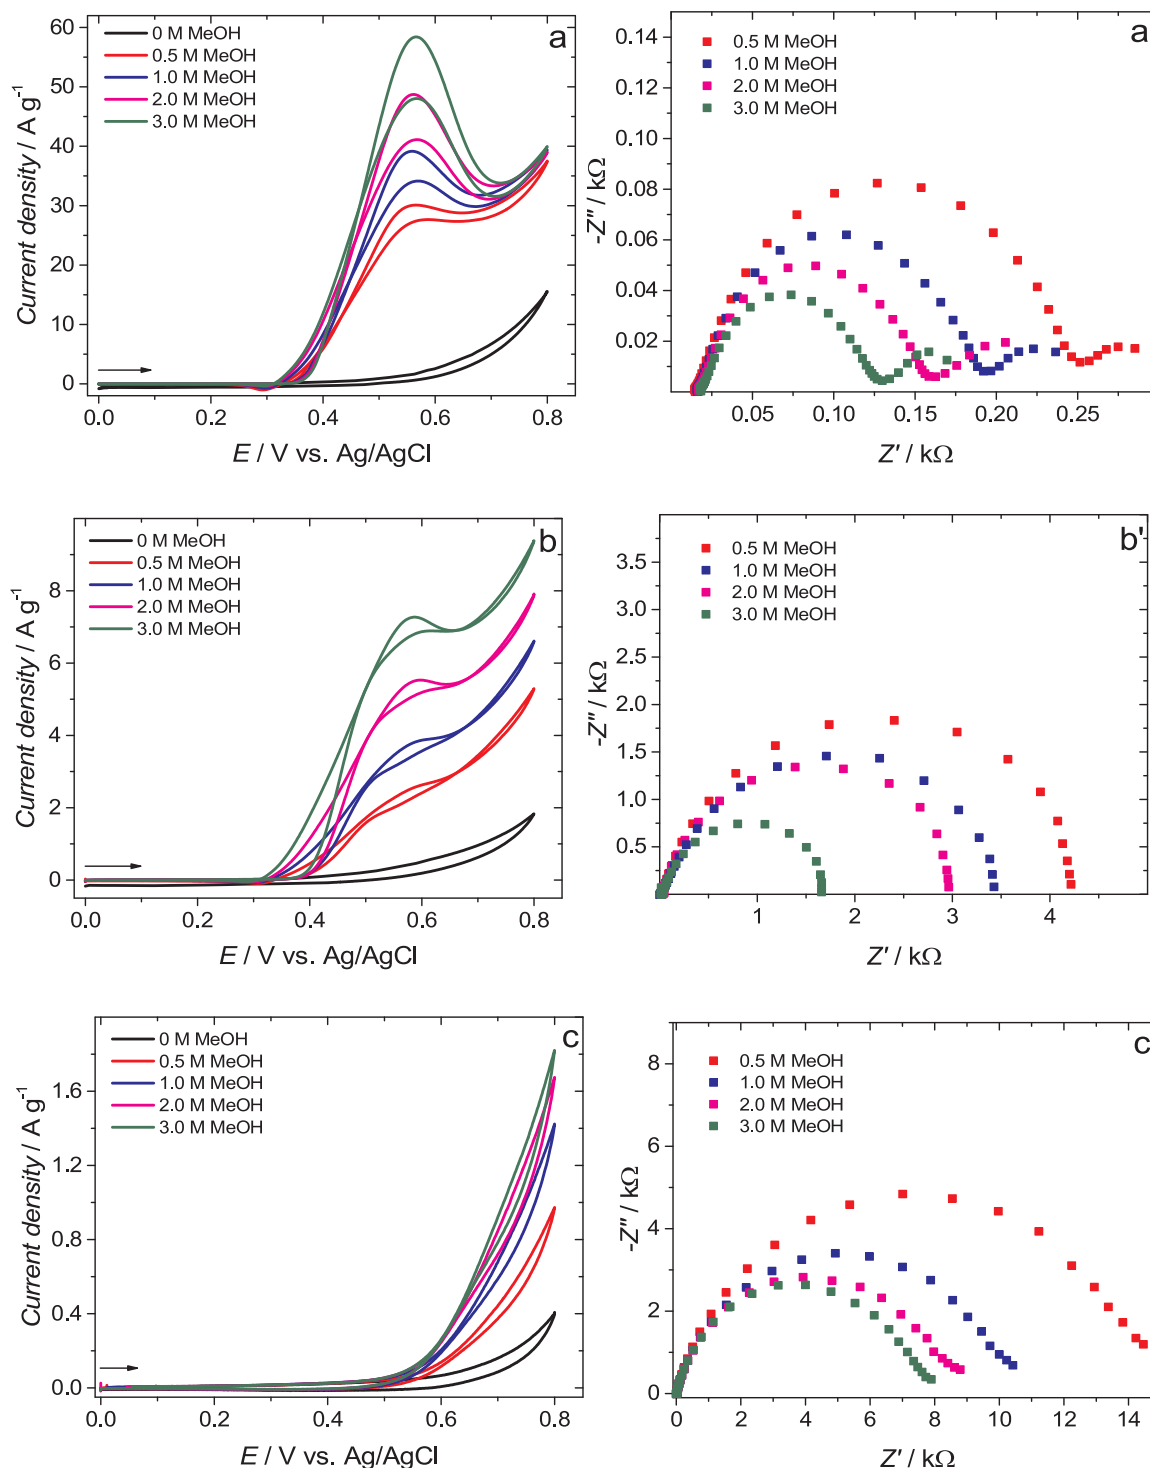 a
0 M MeOH
0.5 M MeOH
1.0 M MeOH
2.0 M MeOH
3.0 M MeOH
60
50
40
30
20
10
0
0.0 0.2 0.4 0.6 0.8
Current density / A g⁻¹
E / V vs. Ag/AgCl
a
0.5 M MeOH
1.0 M MeOH
2.0 M MeOH
3.0 M MeOH
0.14
0.12
0.10
0.08
0.06
0.04
0.02
0.05 0.10 0.15 0.20 0.25
-Z" / kΩ
Z' / kΩ
b
0 M MeOH
0.5 M MeOH
1.0 M MeOH
2.0 M MeOH
3.0 M MeOH
8
6
4
2
0
0.0 0.2 0.4 0.6 0.8
Current density / A g⁻¹
E / V vs. Ag/AgCl
b'
0.5 M MeOH
1.0 M MeOH
2.0 M MeOH
3.0 M MeOH
3.5
3.0
2.5
2.0
1.5
1.0
0.5
1 2 3 4
-Z" / kΩ
Z' / kΩ
c
0 M MeOH
0.5 M MeOH
1.0 M MeOH
2.0 M MeOH
3.0 M MeOH
1.6
1.2
0.8
0.4
0.0
0.0 0.2 0.4 0.6 0.8
Current density / A g⁻¹
E / V vs. Ag/AgCl
c
0.5 M MeOH
1.0 M MeOH
2.0 M MeOH
3.0 M MeOH
8
6
4
2
0
0 2 4 6 8 10 12 14
-Z" / kΩ
Z' / kΩ